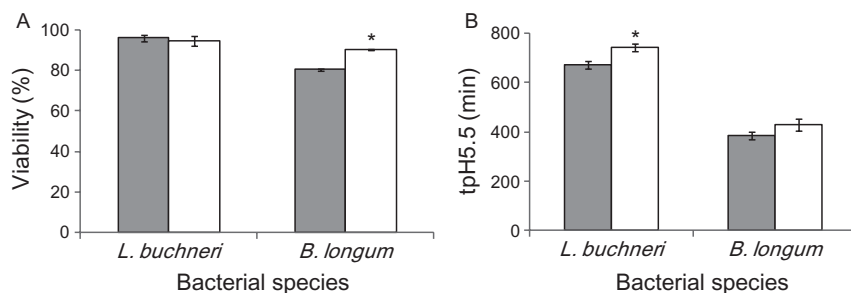 A
Viability (%)
100
80
60
40
20
0
*
L. buchneri
B. longum
Bacterial species
B
tpH5.5 (min)
800
600
400
200
0
*
L. buchneri
B. longum
Bacterial species